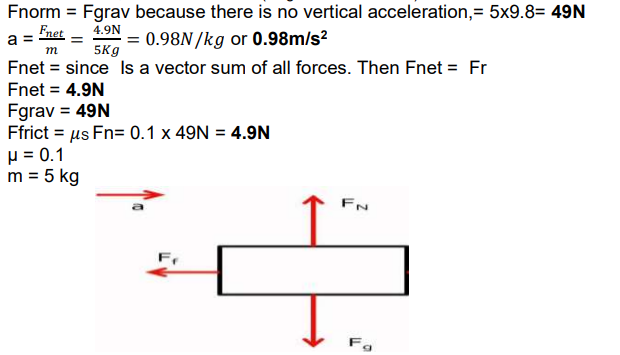 Fnorm = Fgrav because there is no vertical acceleration,= 5x9.8= 49N
a = Fnet/m = 4.9N/5Kg = 0.98N/kg or 0.98m/s²
Fnet = since Is a vector sum of all forces. Then Fnet = Fr
Fnet = 4.9N
Fgrav = 49N
Ffrict = μs Fn= 0.1 x 49N = 4.9N
μ = 0.1
m = 5 kg
a
FN
Ff
Fg